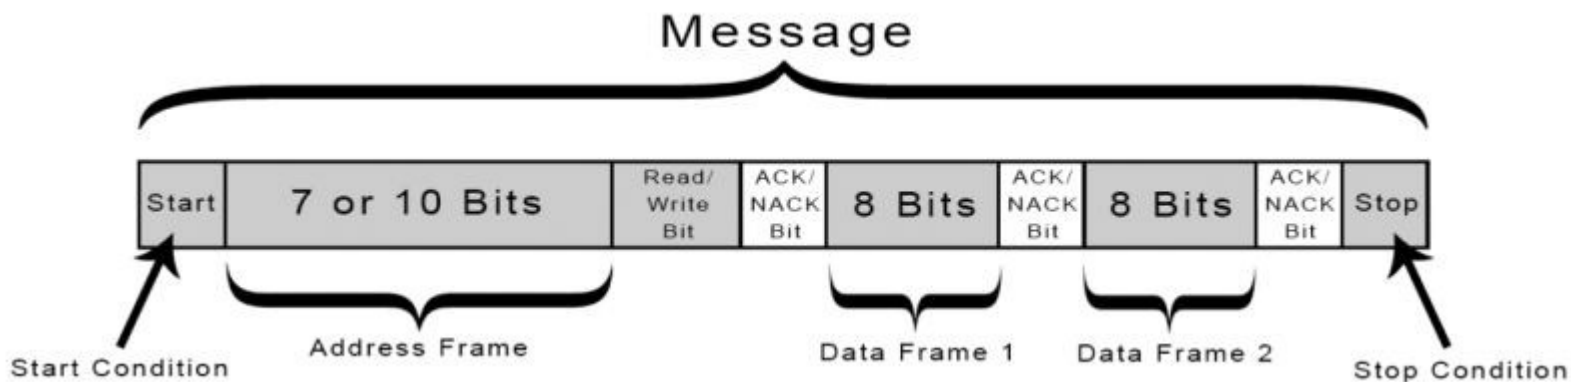 Message
Start
7 or 10 Bits
Read/
Write
Bit
ACK/
NACK
Bit
8 Bits
ACK/
NACK
Bit
8 Bits
ACK/
NACK
Bit
Stop
Start Condition
Address Frame
Data Frame 1
Data Frame 2
Stop Condition